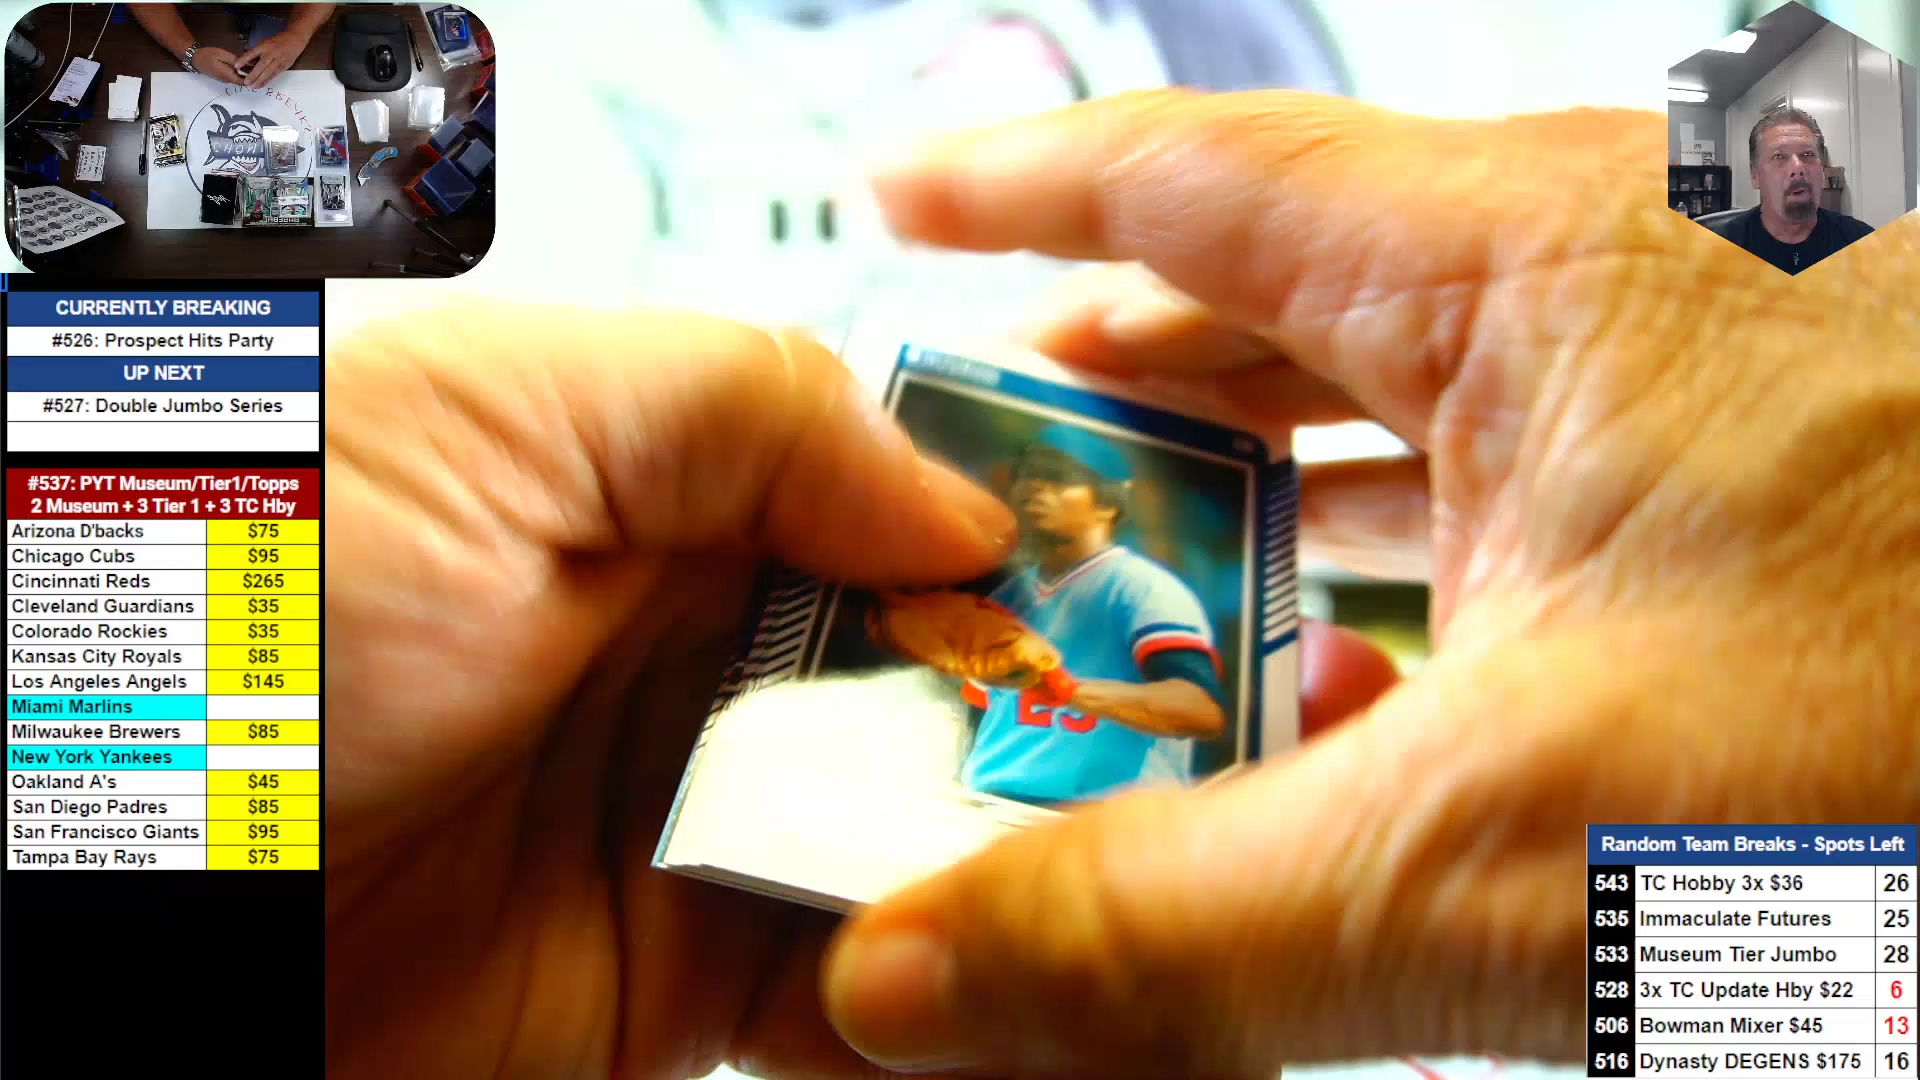 CURRENTLY BREAKING
#526: Prospect Hits Party
UP NEXT
#527: Double Jumbo Series
#537: PYT Museum/Tier1/Topps
2 Museum + 3 Tier 1 + 3 TC Hby
Arizona D'backs $75
Chicago Cubs $95
Cincinnati Reds $265
Cleveland Guardians $35
Colorado Rockies $35
Kansas City Royals $85
Los Angeles Angels $145
Miami Marlins
Milwaukee Brewers $85
New York Yankees
Oakland A's $45
San Diego Padres $85
San Francisco Giants $95
Tampa Bay Rays $75
Random Team Breaks - Spots Left
543 TC Hobby 3x $36 26
535 Immaculate Futures 25
533 Museum Tier Jumbo 28
528 3x TC Update Hby $22 6
506 Bowman Mixer $45 13
516 Dynasty DEGENS $175 16